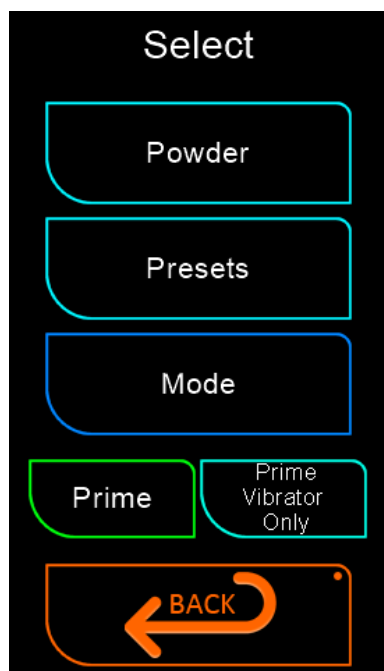 Select
Powder
Presets
Mode
Prime
Prime
Vibrator
Only
BACK